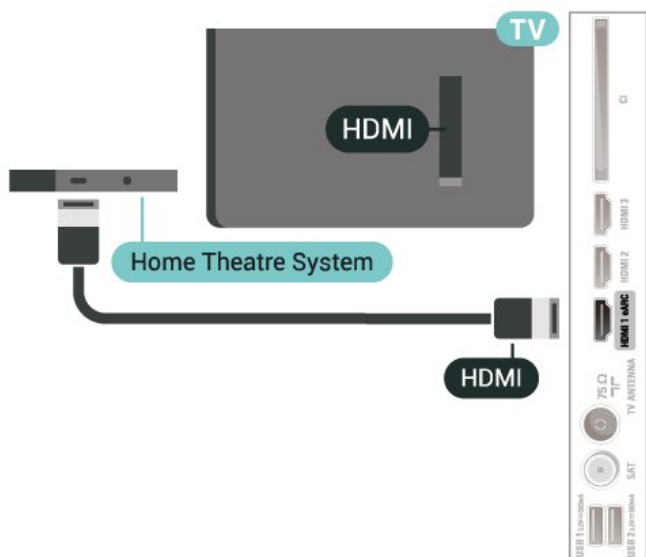 TV
HDMI
Home Theatre System
HDMI
CI
HDMI 3
HDMI 2
HDMI 1 eARC
75 Ω
TV ANTENNA
SAT
USB 1
USB 2